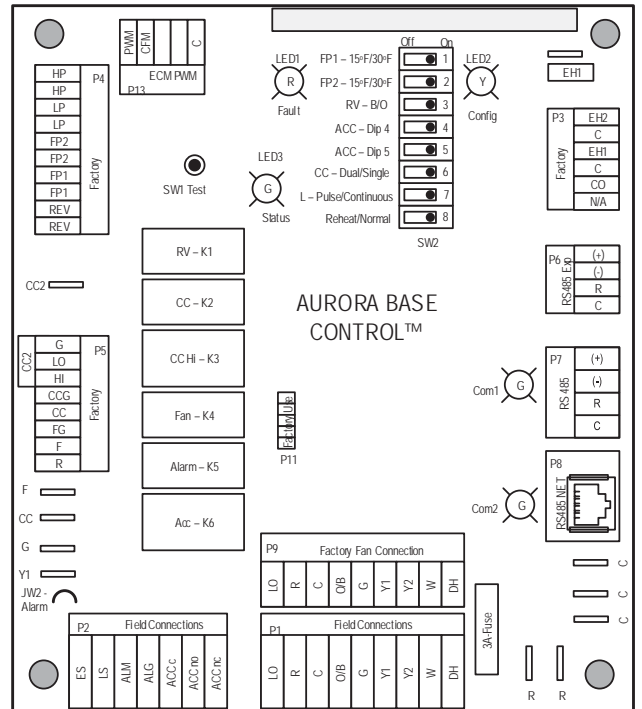 PWM
CFM
C
ECM PWM
P13
HP
HP
LP
LP
FP2
FP2
FP1
FP1
REV
REV
P4
Factory
LED1
R
Fault
Off
On
FP1 – 15ºF/30ºF
1
FP2 – 15ºF/30ºF
2
RV – B/O
3
ACC – Dip 4
4
ACC – Dip 5
5
CC – Dual/Single
6
L – Pulse/Continuous
7
Reheat/Normal
8
SW2
LED2
Y
Config
EH1
P3
Factory
EH2
C
EH1
C
CO
N/A
SW1 Test
LED3
G
Status
P6
RS485 Exp
(+)
(-)
R
C
RV – K1
CC – K2
CC Hi – K3
Fan – K4
Alarm – K5
Acc – K6
AURORA BASE
CONTROL™
CC2
CC2
G
LO
HI
CCG
CC
FG
F
R
P5
Factory
Factory Use
P11
Com1
G
P7
RS 485
(+)
(-)
R
C
Com2
G
P8
RS485 NET
F
CC
G
Y1
JW2 -
Alarm
P9
Factory Fan Connection
LO
R
C
O/B
G
Y1
Y2
W
DH
C
C
C
P2
Field Connections
ES
LS
ALM
ALG
ACC c
ACC no
ACC nc
P1
Field Connections
LO
R
C
O/B
G
Y1
Y2
W
DH
3A-Fuse
R
R